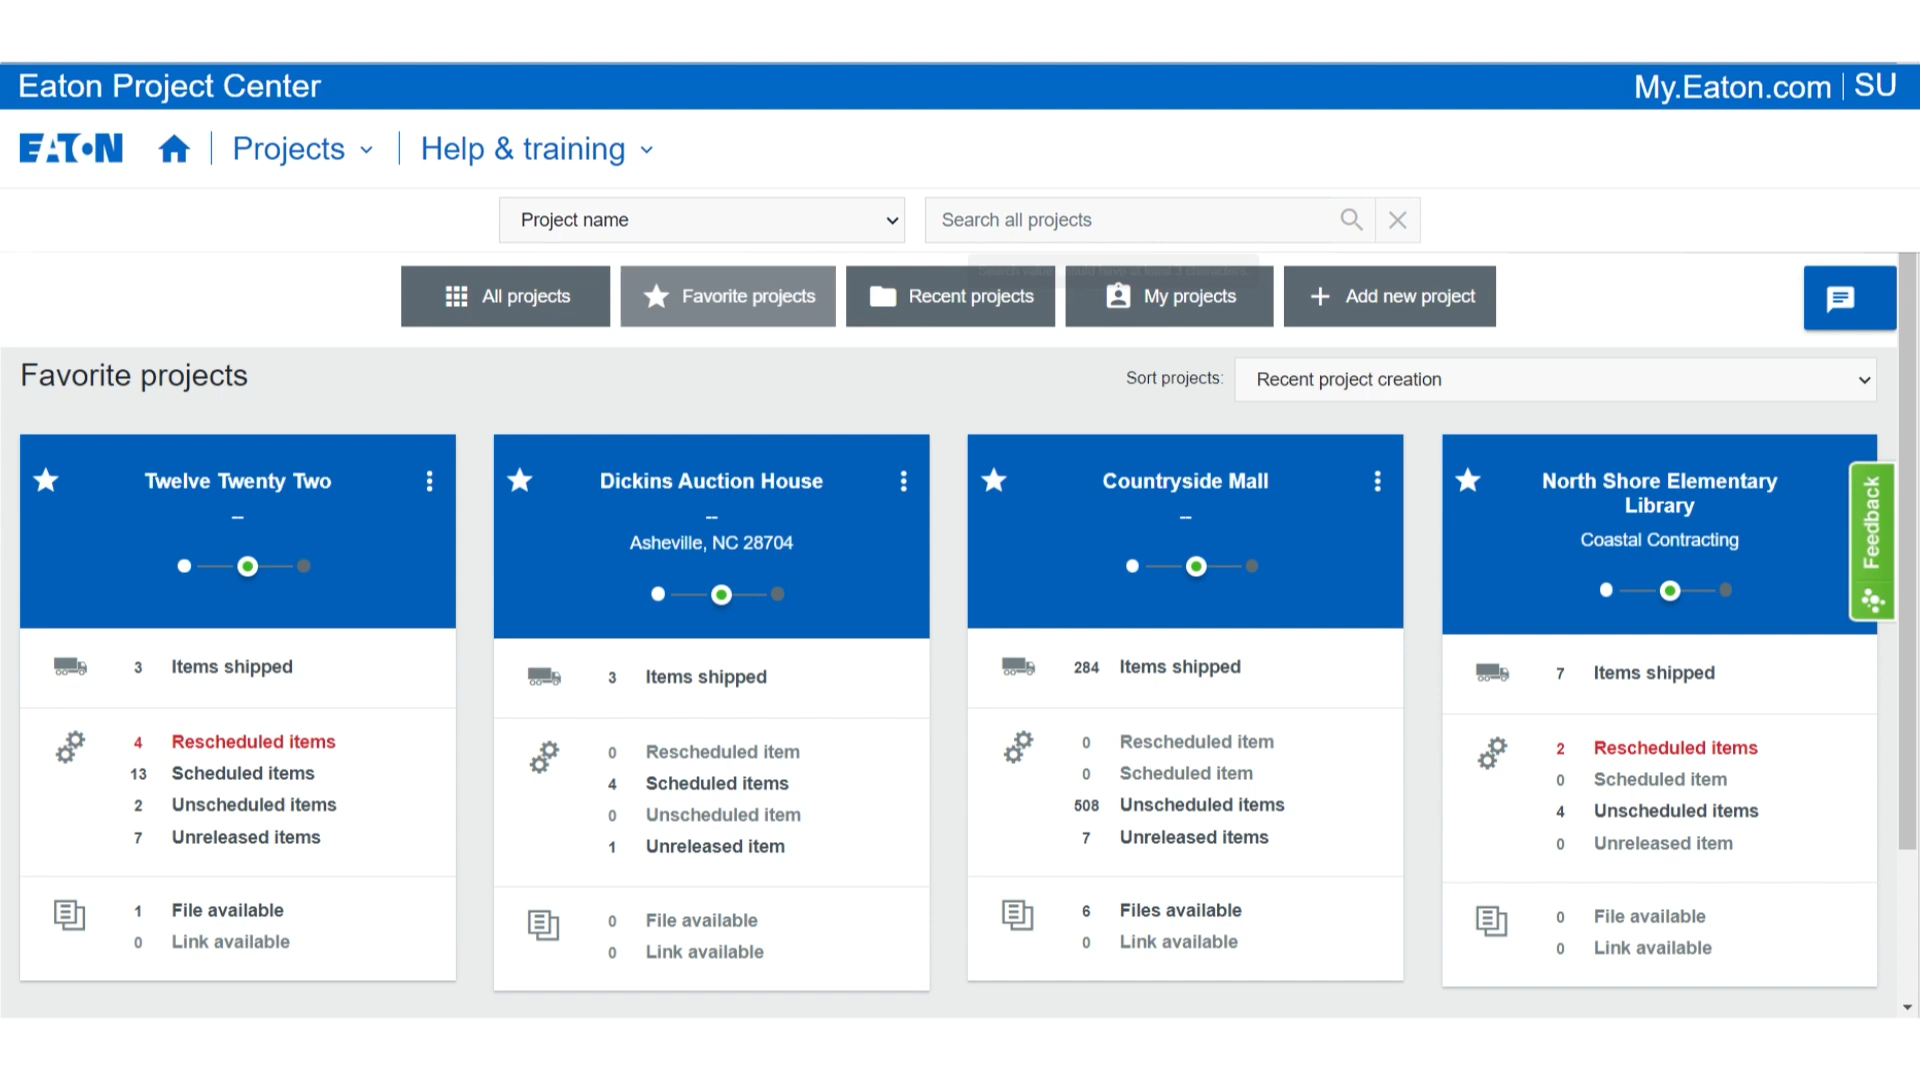 Eaton Project Center
My.Eaton.com | SU
EATON
Projects
Help & training
Project name
Search all projects
All projects
Favorite projects
Recent projects
My projects
Add new project
Favorite projects
Sort projects:
Recent project creation
Twelve Twenty Two
--
3 Items shipped
4 Rescheduled items
13 Scheduled items
2 Unscheduled items
7 Unreleased items
1 File available
0 Link available
Dickins Auction House
--
Asheville, NC 28704
3 Items shipped
0 Rescheduled item
4 Scheduled items
0 Unscheduled item
1 Unreleased item
0 File available
0 Link available
Countryside Mall
--
284 Items shipped
0 Rescheduled item
0 Scheduled item
508 Unscheduled items
7 Unreleased items
6 Files available
0 Link available
North Shore Elementary
Library
Coastal Contracting
7 Items shipped
2 Rescheduled items
0 Scheduled item
4 Unscheduled items
0 Unreleased item
0 File available
0 Link available
Feedback